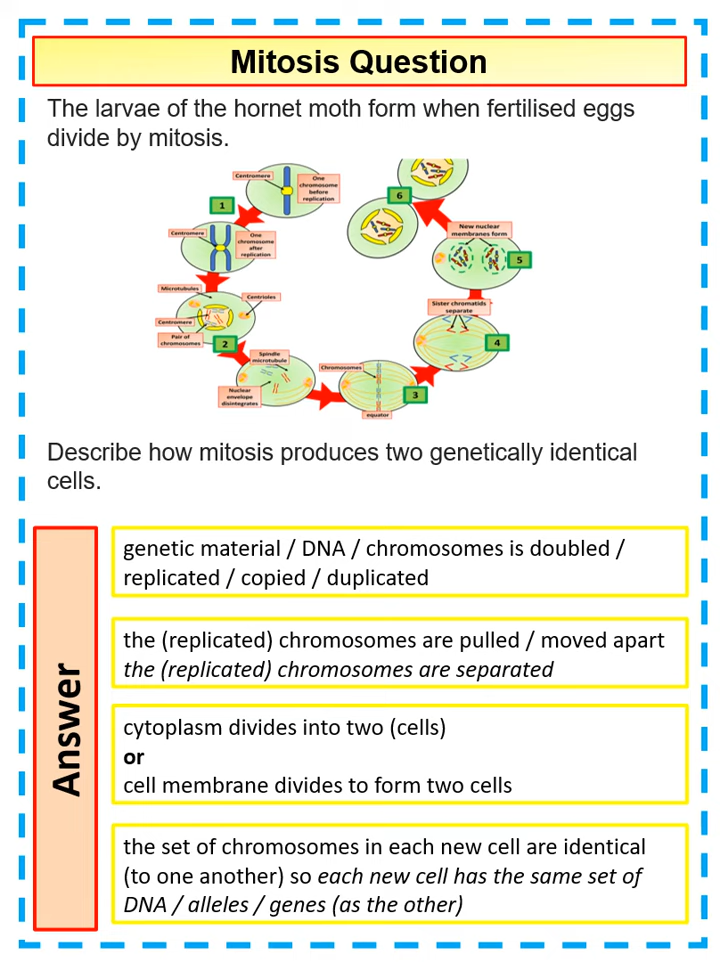 Mitosis Question
The larvae of the hornet moth form when fertilised eggs
divide by mitosis.
Centromere
One
chromosome
before
replication
1
Centromere
One
chromosome
after
replication
Microtubules
Centrioles
Centromere
Pair of
chromosomes
2
Spindle
microtubule
Nuclear
envelope
disintegrates
Chromosomes
equator
3
Sister chromatids
separate
4
New nuclear
membranes form
5
6
Describe how mitosis produces two genetically identical
cells.
Answer
genetic material / DNA / chromosomes is doubled /
replicated / copied / duplicated
the (replicated) chromosomes are pulled / moved apart
the (replicated) chromosomes are separated
cytoplasm divides into two (cells)
or
cell membrane divides to form two cells
the set of chromosomes in each new cell are identical
(to one another) so each new cell has the same set of
DNA / alleles / genes (as the other)